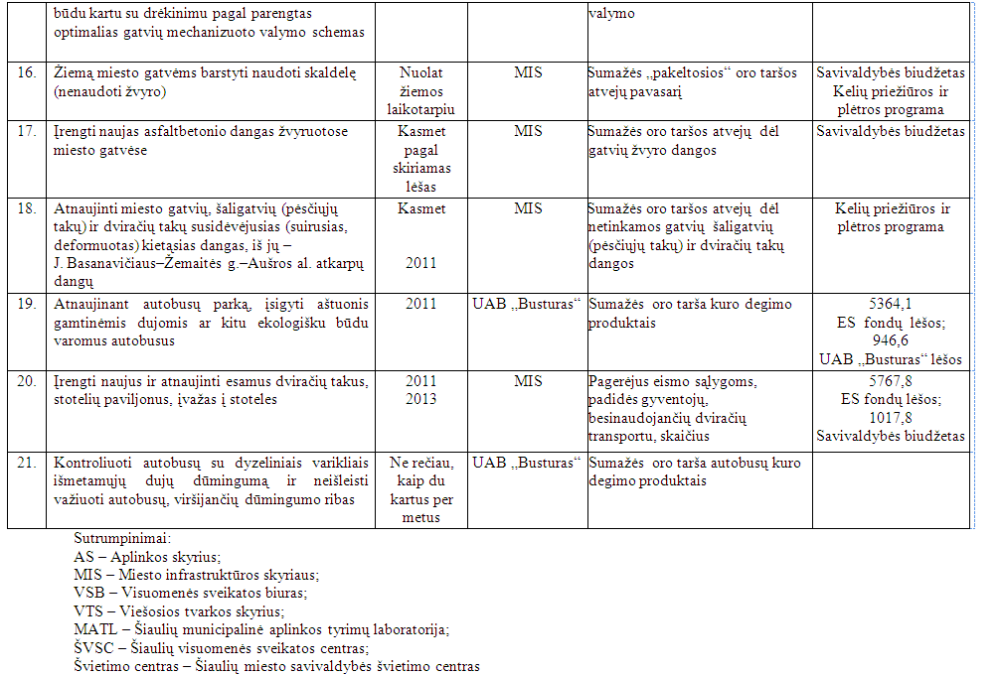 būdu kartu su drėkinimu pagal parengtas
optimalias gatvių mechanizuoto valymo schemas
valymo
16.
Žiemą miesto gatvėms barstyti naudoti skaldelę
(nenaudoti žvyro)
Nuolat
žiemos
laikotarpiu
MIS
Sumažės „pakeltosios“ oro taršos
atvejų pavasarį
Savivaldybės biudžetas
Kelių priežiūros ir
plėtros programa
17.
Įrengti naujas asfaltbetonio dangas žvyruotose
miesto gatvėse
Kasmet
pagal
skiriamas
lėšas
MIS
Sumažės oro taršos atvejų dėl
gatvių žvyro dangos
Savivaldybės biudžetas
18.
Atnaujinti miesto gatvių, šaligatvių (pėsčiųjų
takų) ir dviračių takų susidėvėjusias (suirusias,
deformuotas) kietąsias dangas, iš jų –
J. Basanavičiaus–Žemaitės g.–Aušros al. atkarpų
dangų
Kasmet
2011
MIS
Sumažės oro taršos atvejų dėl
netinkamos gatvių šaligatvių
(pėsčiųjų takų) ir dviračių takų
dangos
Kelių priežiūros ir
plėtros programa
19.
Atnaujinant autobusų parką, įsigyti aštuonis
gamtinėmis dujomis ar kitu ekologišku būdu
varomus autobusus
2011
UAB „Busturas“
Sumažės oro tarša kuro degimo
produktais
5364,1
ES fondų lėšos;
946,6
UAB „Busturas“ lėšos
20.
Įrengti naujus ir atnaujinti esamus dviračių takus,
stotelių paviljonus, įvažas į stoteles
2011
2013
MIS
Pagerėjus eismo sąlygoms,
padidės gyventojų,
besinaudojančių dviračių
transportu, skaičius
5767,8
ES fondų lėšos;
1017,8
Savivaldybės biudžetas
21.
Kontroliuoti autobusų su dyzeliniais varikliais
išmetamųjų dujų dūmingumą ir neišleisti
važiuoti autobusų, viršijančių dūmingumo ribas
Ne rečiau,
kaip du
kartus per
metus
UAB „Busturas“
Sumažės oro tarša autobusų kuro
degimo produktais
Sutrumpinimai:
AS – Aplinkos skyrius;
MIS – Miesto infrastruktūros skyriaus;
VSB – Visuomenės sveikatos biuras;
VTS – Viešosios tvarkos skyrius;
MATL – Šiaulių municipalinė aplinkos tyrimų laboratorija;
ŠVSC – Šiaulių visuomenės sveikatos centras;
Švietimo centras – Šiaulių miesto savivaldybės švietimo centras